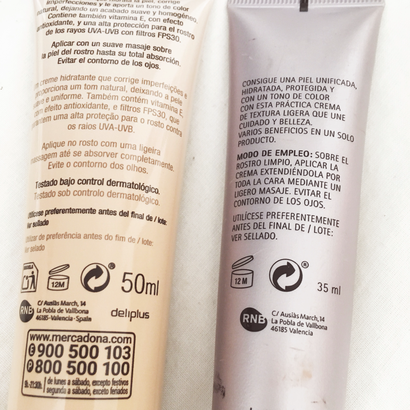 imperfecciones y le aporta un tono de color
natural, dejando un acabado suave y homogéneo.
Contiene también vitamina E, con efecto
antioxidante, y una alta protección para el rostro
de los rayos UVA-UVB con filtros FPS30.
Aplicar con un suave masaje sobre
la piel del rostro hasta su total absorción.
Evitar el contorno de los ojos.
creme hidratante que corrige imperfeições e
proporciona um tom natural, deixando a pele
e uniforme. Também contém vitamina E,
efeito antioxidante, e filtros FPS30, que
uma alta proteção para o rosto contra
os raios UVA-UVB.
Aplique no rosto com uma ligeira
massagem até se absorver completamente.
Evite o contorno dos olhos.
Testado bajo control dermatológico.
Testado sob controlo dermatológico.
Utilícese preferentemente antes del final de / lote:
Ver sellado
Utilizar de preferência antes do fim de / lote:
Ver selado
12M
50ml
RNB
C/ Ausiàs March, 14
La Pobla de Vallbona
46185-Valencia-Spale
deliplus
www.mercadona.com
900 500 103
800 500 100
9h.-21:30h.
de lunes a sábado, excepto festivos
segunda a sábado, exceto feriados
CONSIGUE UNA PIEL UNIFICADA,
HIDRATADA, PROTEGIDA Y
CON UN TONO DE COLOR
CON ESTA PRÁCTICA CREMA
DE TEXTURA LIGERA QUE UNE
CUIDADO Y BELLEZA.
VARIOS BENEFICIOS EN UN SOLO
PRODUCTO.
MODO DE EMPLEO: SOBRE EL
ROSTRO LIMPIO, APLICAR LA
CREMA EXTENDIÉNDOLA POR
TODA LA CARA MEDIANTE UN
LIGERO MASAJE. EVITAR EL
CONTORNO DE LOS OJOS.
UTILÍCESE PREFERENTEMENTE
ANTES DEL FINAL DE / LOTE:
VER SELLADO.
12 M
35 ml
RNB
C/ Ausiàs March, 14
La Pobla de Vallbona
46185-Valencia